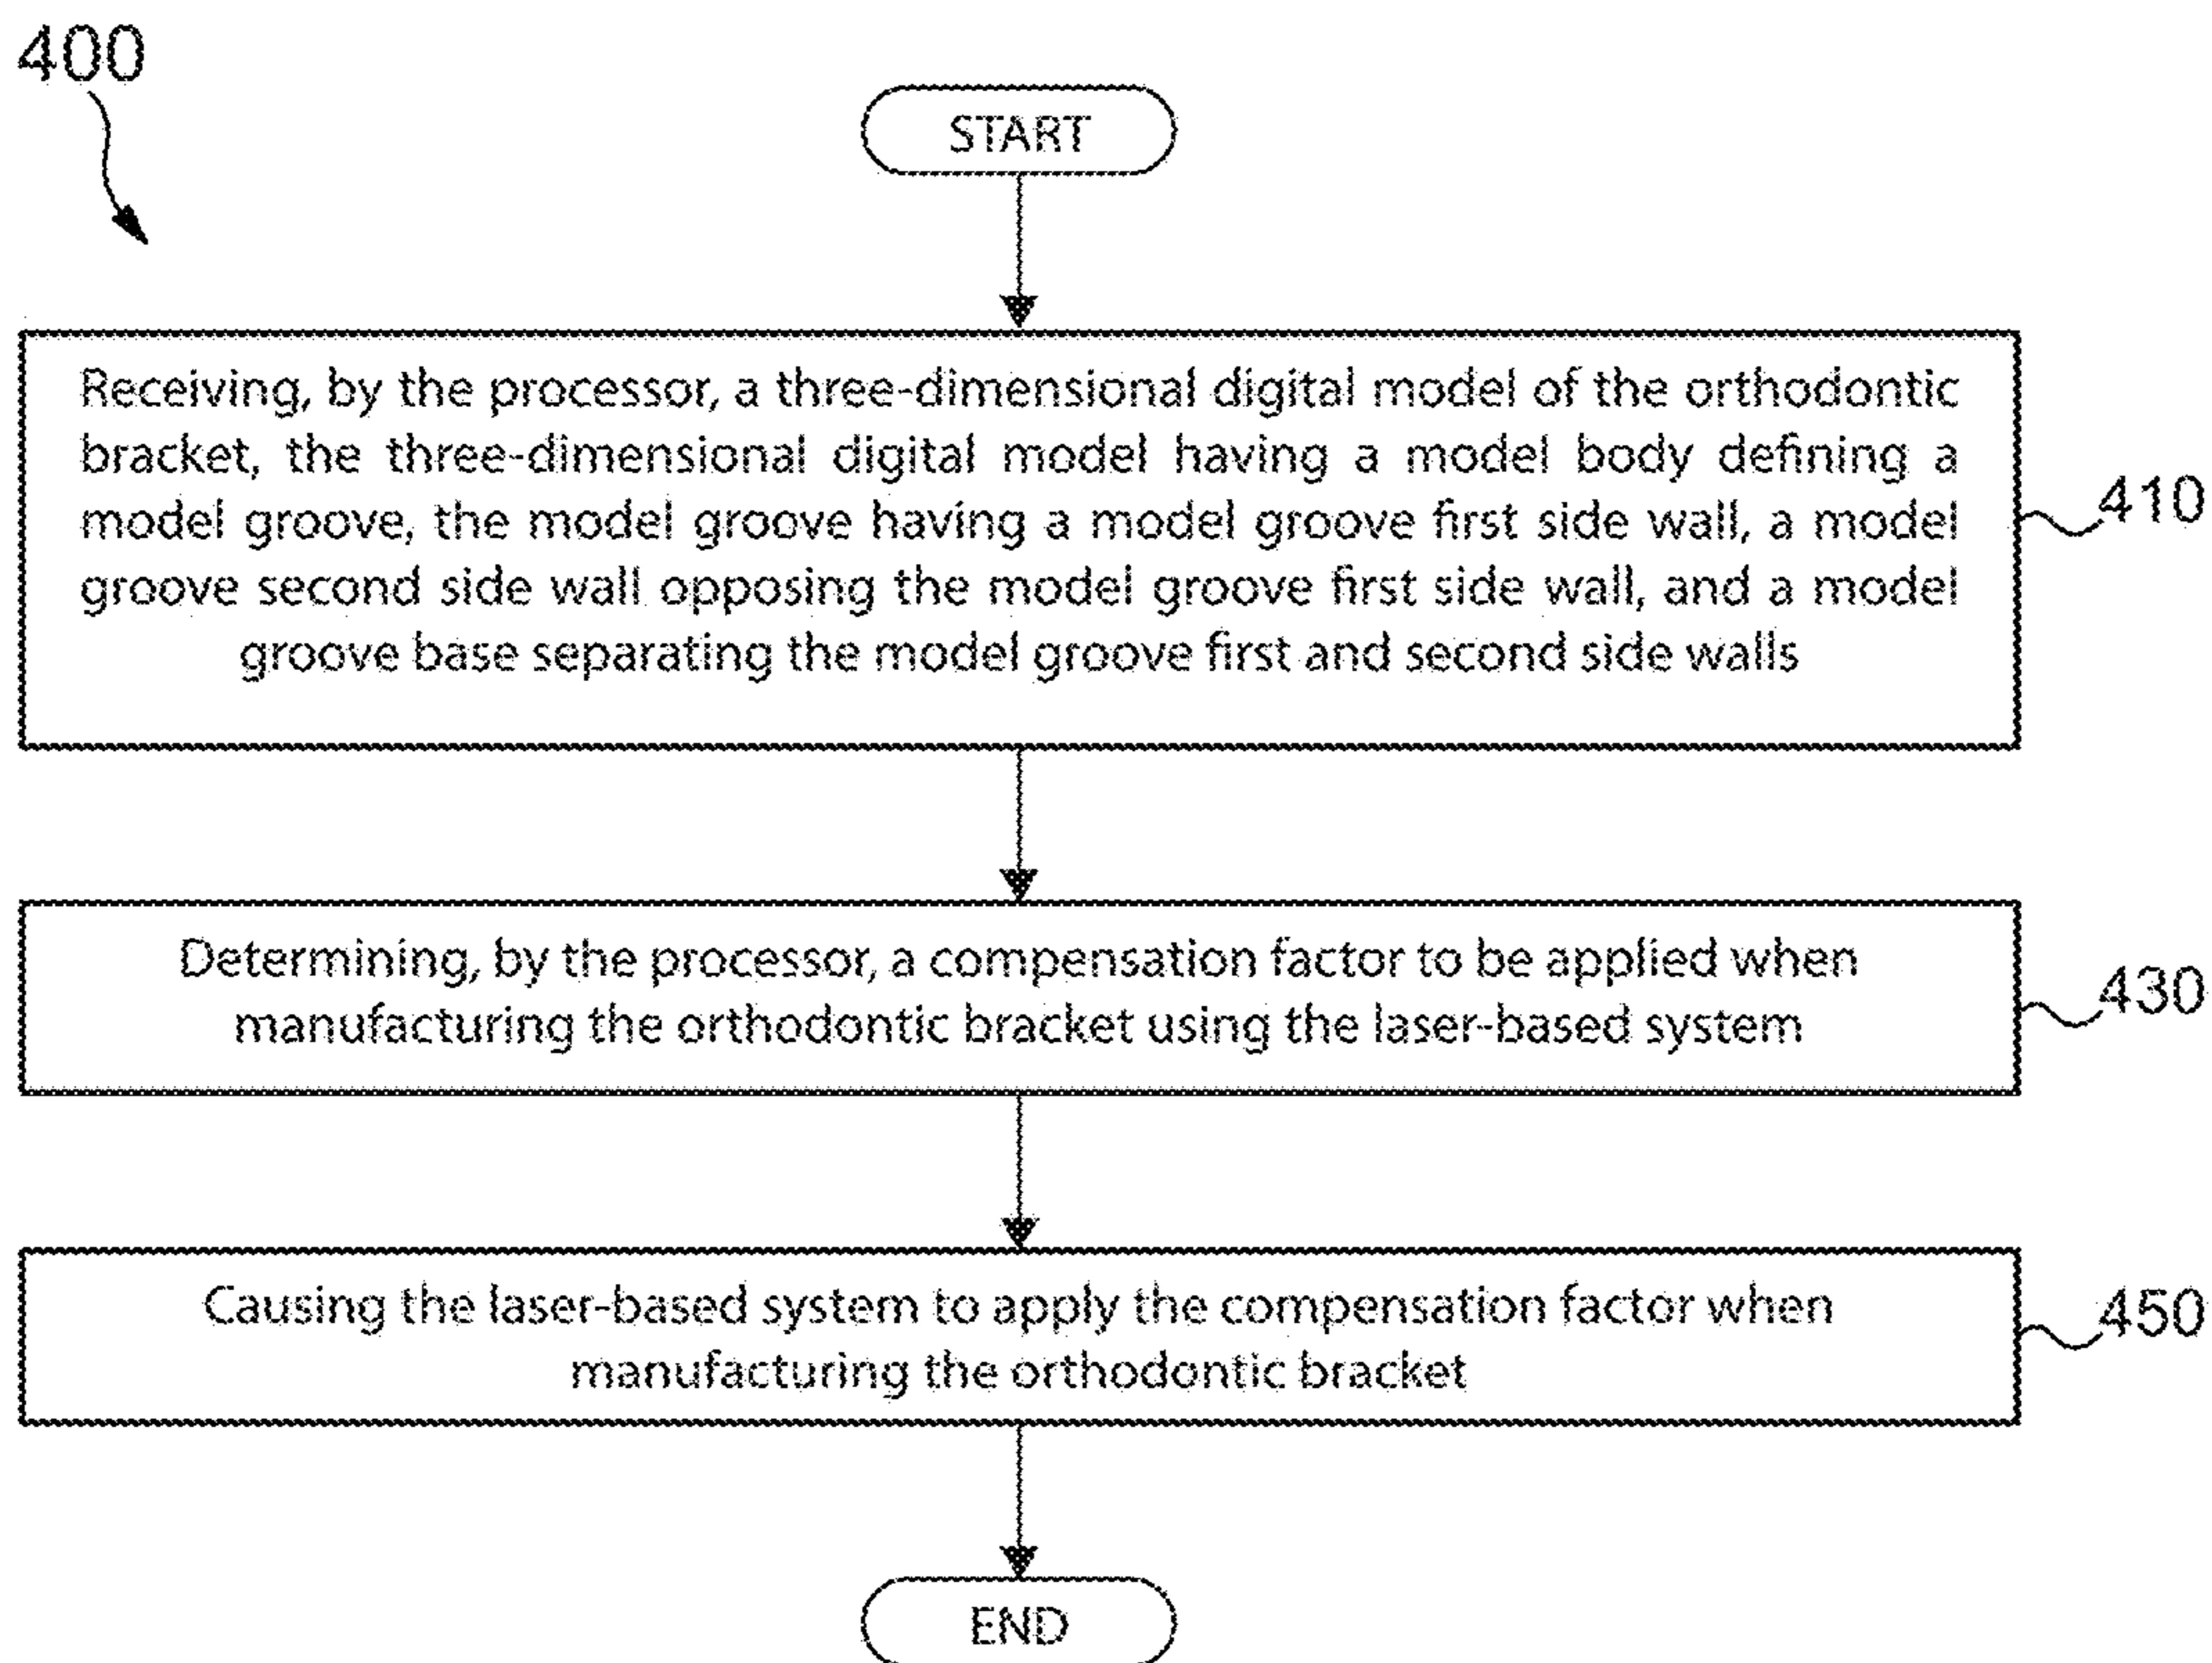 400
START
Receiving, by the processor, a three-dimensional digital model of the orthodontic
bracket, the three-dimensional digital model having a model body defining a
model groove, the model groove having a model groove first side wall, a model
groove second side wall opposing the model groove first side wall, and a model
groove base separating the model groove first and second side walls
410
Determining, by the processor, a compensation factor to be applied when
manufacturing the orthodontic bracket using the laser-based system
430
Causing the laser-based system to apply the compensation factor when
manufacturing the orthodontic bracket
450
END